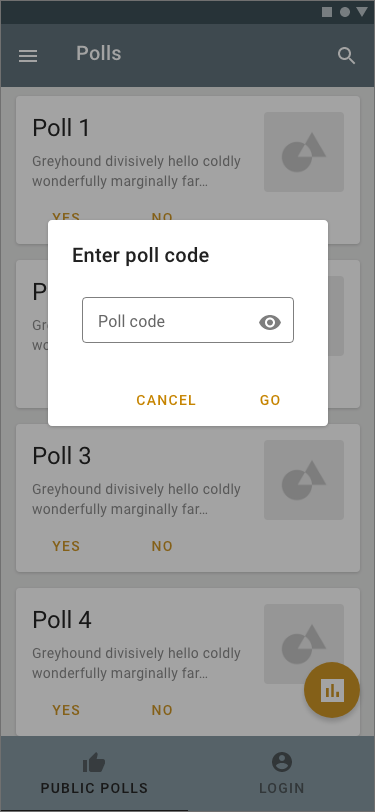 Polls
Poll 1
Greyhound divisively hello coldly
wonderfully marginally far…
YES NO
Enter poll code
Poll code
CANCEL GO
Poll 3
Greyhound divisively hello coldly
wonderfully marginally far…
YES NO
Poll 4
Greyhound divisively hello coldly
wonderfully marginally far…
YES NO
PUBLIC POLLS LOGIN